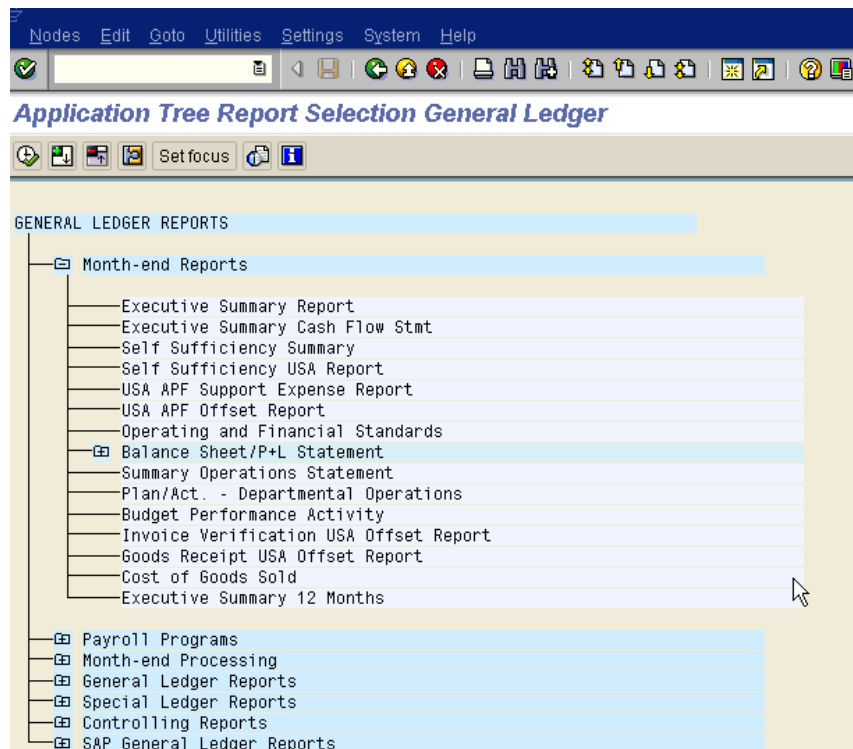 Nodes Edit Goto Utilities Settings System Help
Application Tree Report Selection General Ledger
Set focus
GENERAL LEDGER REPORTS
Month-end Reports
Executive Summary Report
Executive Summary Cash Flow Stmt
Self Sufficiency Summary
Self Sufficiency USA Report
USA APF Support Expense Report
USA APF Offset Report
Operating and Financial Standards
Balance Sheet/P+L Statement
Summary Operations Statement
Plan/Act. - Departmental Operations
Budget Performance Activity
Invoice Verification USA Offset Report
Goods Receipt USA Offset Report
Cost of Goods Sold
Executive Summary 12 Months
Payroll Programs
Month-end Processing
General Ledger Reports
Special Ledger Reports
Controlling Reports
SAP General Ledger Reports